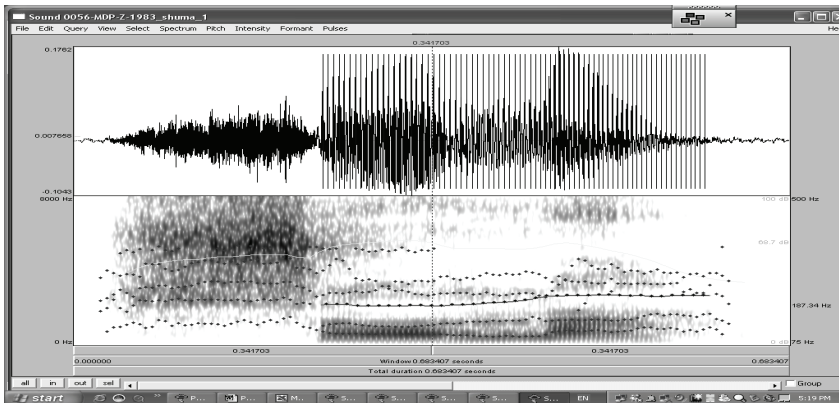 Sound 0056-MDP-Z-1983_shuma_1
File Edit Query View Select Spectrum Pitch Intensity Formant Pulses He
0.341703
0.1762
0.007658
-0.1043
8000 Hz 100 dB 500 Hz
69.7 dB
187.34 Hz
0 Hz 0 dB 75 Hz
0.341703 0.341703
0.000000 Window 0.683407 seconds 0.683407
Total duration 0.683407 seconds
all in out sel Group
start P... P... M... S... S... S... S... S... EN 5:19 PM